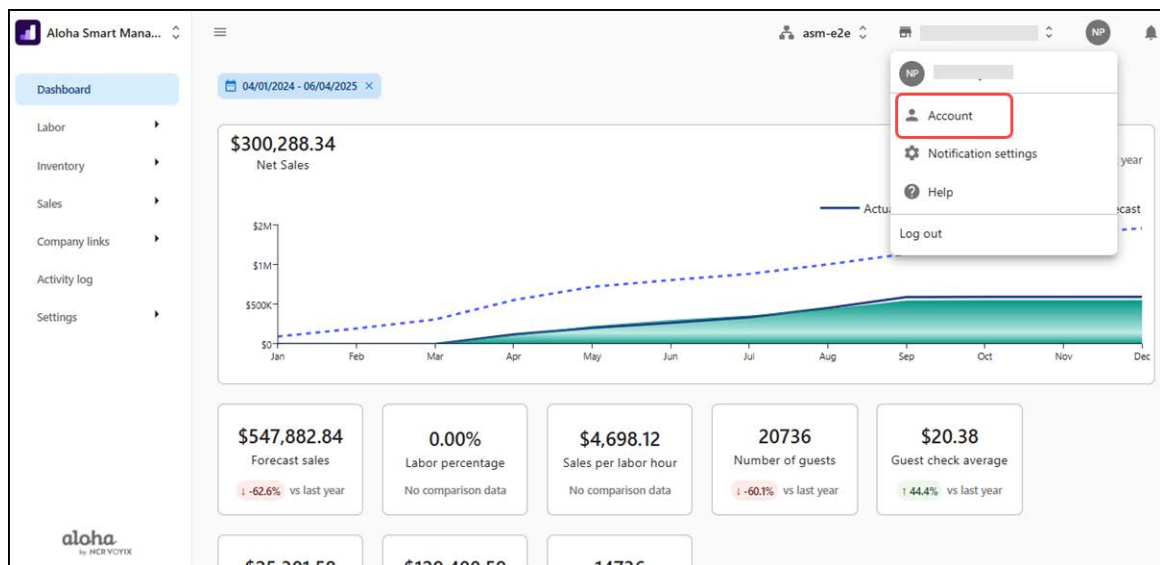 Aloha Smart Mana...
asm-e2e
NP
NP
Account
Notification settings
Help
Log out
Dashboard
Labor
Inventory
Sales
Company links
Activity log
Settings
04/01/2024 - 06/04/2025
$300,288.34
Net Sales
year
Actu
ecast
$2M
$1M
$500K
$0
Jan Feb Mar Apr May Jun Jul Aug Sep Oct Nov Dec
$547,882.84
Forecast sales
↓ -62.6% vs last year
0.00%
Labor percentage
No comparison data
$4,698.12
Sales per labor hour
No comparison data
20736
Number of guests
↓ -60.1% vs last year
$20.38
Guest check average
↑ 44.4% vs last year
aloha
by NCR VOYIX